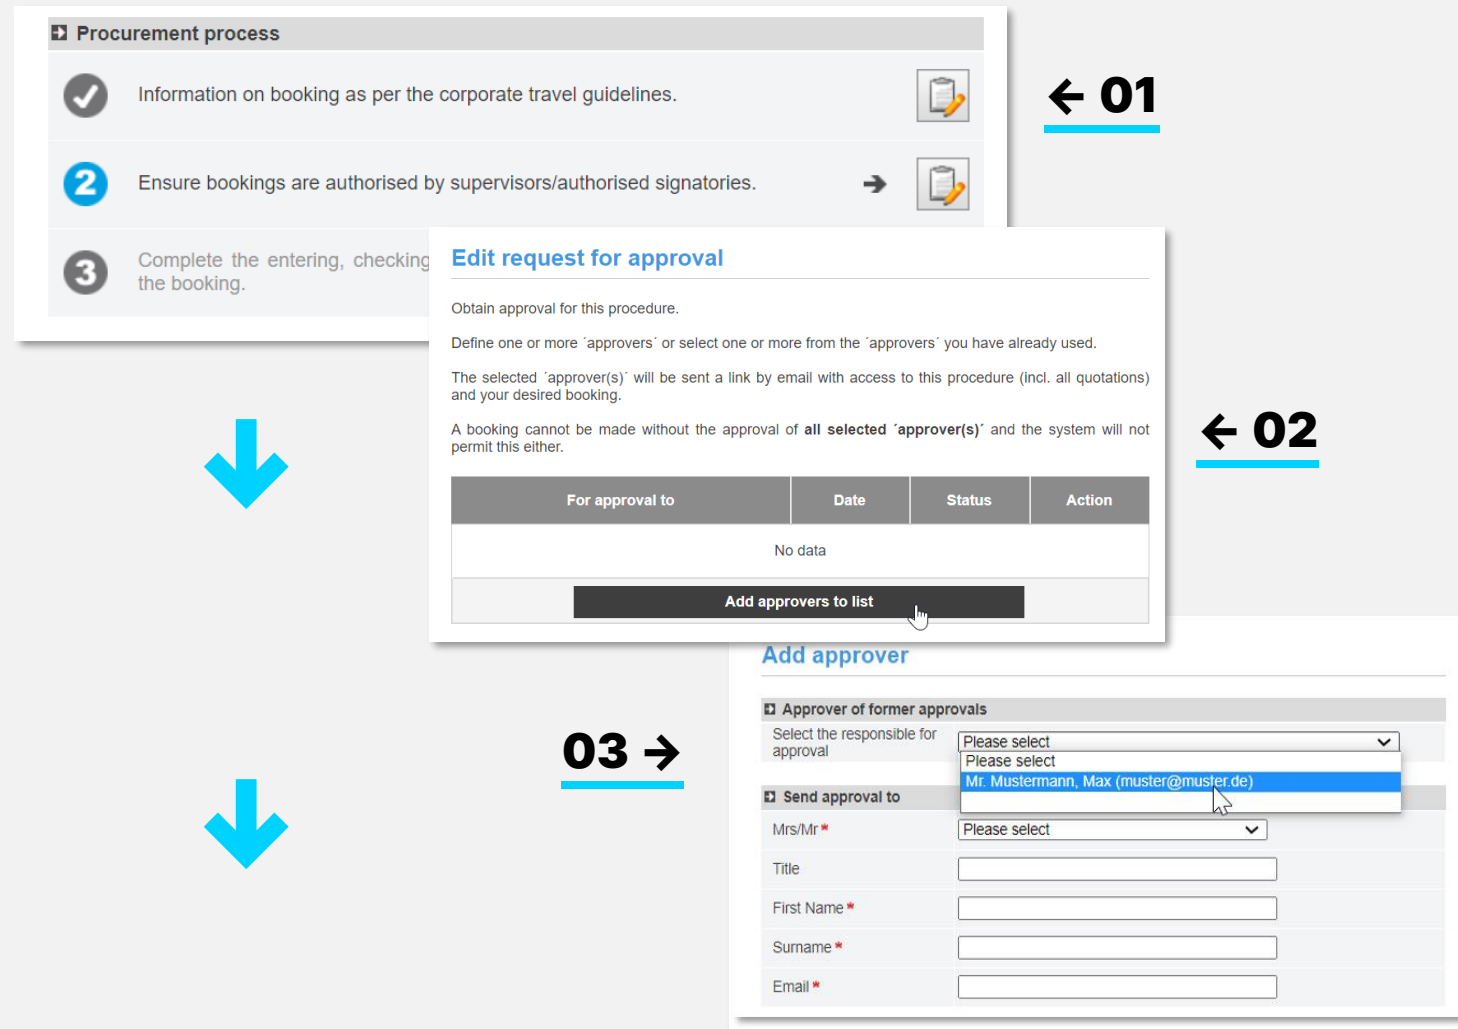 Procurement process
Information on booking as per the corporate travel guidelines.
← 01
2
Ensure bookings are authorised by supervisors/authorised signatories.
3
Complete the entering, checking
the booking.
Edit request for approval
Obtain approval for this procedure.
Define one or more ´approvers´ or select one or more from the ´approvers´ you have already used.
The selected ´approver(s)´ will be sent a link by email with access to this procedure (incl. all quotations)
and your desired booking.
A booking cannot be made without the approval of all selected ´approver(s)´ and the system will not
permit this either.
← 02
For approval to Date Status Action
No data
Add approvers to list
Add approver
03 →
Approver of former approvals
Select the responsible for
approval
Please select
Please select
Mr. Mustermann, Max (muster@muster.de)
Send approval to
Mrs/Mr * Please select
Title
First Name *
Surname *
Email *